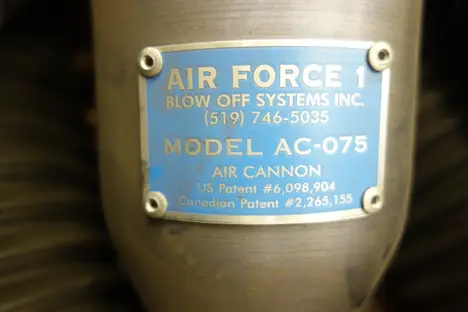 AIR FORCE 1
BLOW OFF SYSTEMS INC.
(519) 746-5035
MODEL AC-075
AIR CANNON
US Patent #6,098,904
Canadian Patent #2,265,155